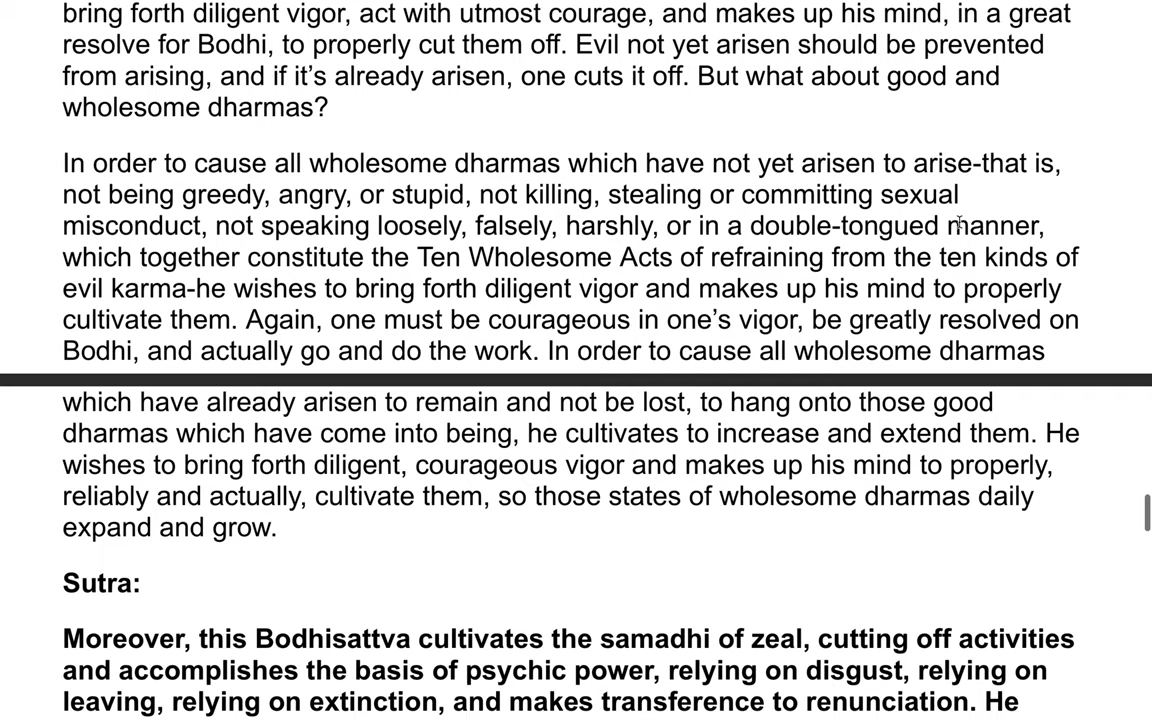 bring forth diligent vigor, act with utmost courage, and makes up his mind, in a great
resolve for Bodhi, to properly cut them off. Evil not yet arisen should be prevented
from arising, and if it’s already arisen, one cuts it off. But what about good and
wholesome dharmas?
In order to cause all wholesome dharmas which have not yet arisen to arise-that is,
not being greedy, angry, or stupid, not killing, stealing or committing sexual
misconduct, not speaking loosely, falsely, harshly, or in a double-tongued manner,
which together constitute the Ten Wholesome Acts of refraining from the ten kinds of
evil karma-he wishes to bring forth diligent vigor and makes up his mind to properly
cultivate them. Again, one must be courageous in one’s vigor, be greatly resolved on
Bodhi, and actually go and do the work. In order to cause all wholesome dharmas
which have already arisen to remain and not be lost, to hang onto those good
dharmas which have come into being, he cultivates to increase and extend them. He
wishes to bring forth diligent, courageous vigor and makes up his mind to properly,
reliably and actually, cultivate them, so those states of wholesome dharmas daily
expand and grow.
Sutra:
Moreover, this Bodhisattva cultivates the samadhi of zeal, cutting off activities
and accomplishes the basis of psychic power, relying on disgust, relying on
leaving, relying on extinction, and makes transference to renunciation. He